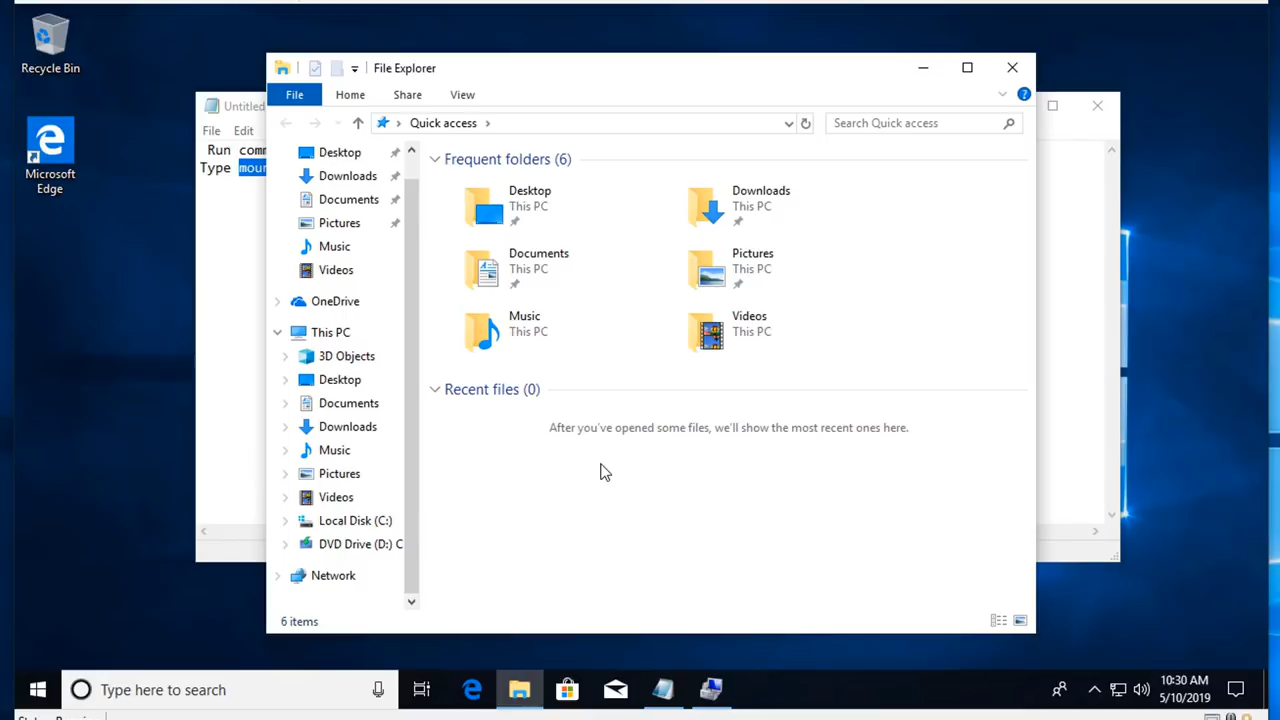 Recycle Bin
Microsoft
Edge
Untitled
File Edit
Run
Type
File Explorer
File Home Share View
Quick access
Search Quick access
Desktop
Downloads
Documents
Pictures
Music
Videos
OneDrive
This PC
3D Objects
Desktop
Documents
Downloads
Music
Pictures
Videos
Local Disk (C:)
DVD Drive (D:) C
Network
Frequent folders (6)
Desktop
This PC
Downloads
This PC
Documents
This PC
Pictures
This PC
Music
This PC
Videos
This PC
Recent files (0)
After you've opened some files, we'll show the most recent ones here.
6 items
Type here to search
10:30 AM
5/10/2019